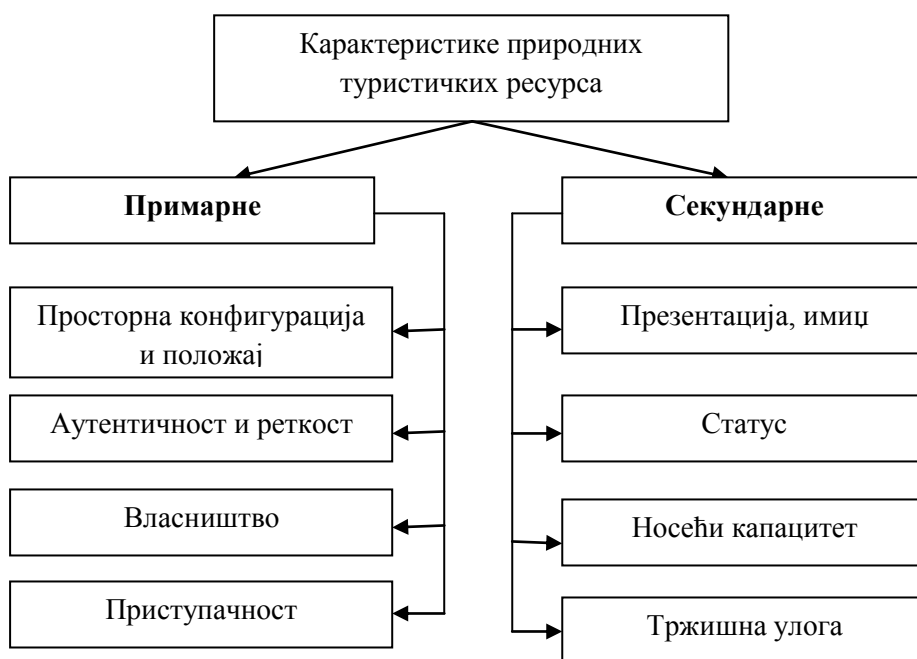 Карактеристике природних
туристичких ресурса
Примарне
Просторна конфигурација
и положај
Аутентичност и реткост
Власништво
Приступачност
Секундарне
Презентација, имиџ
Статус
Носећи капацитет
Тржишна улога